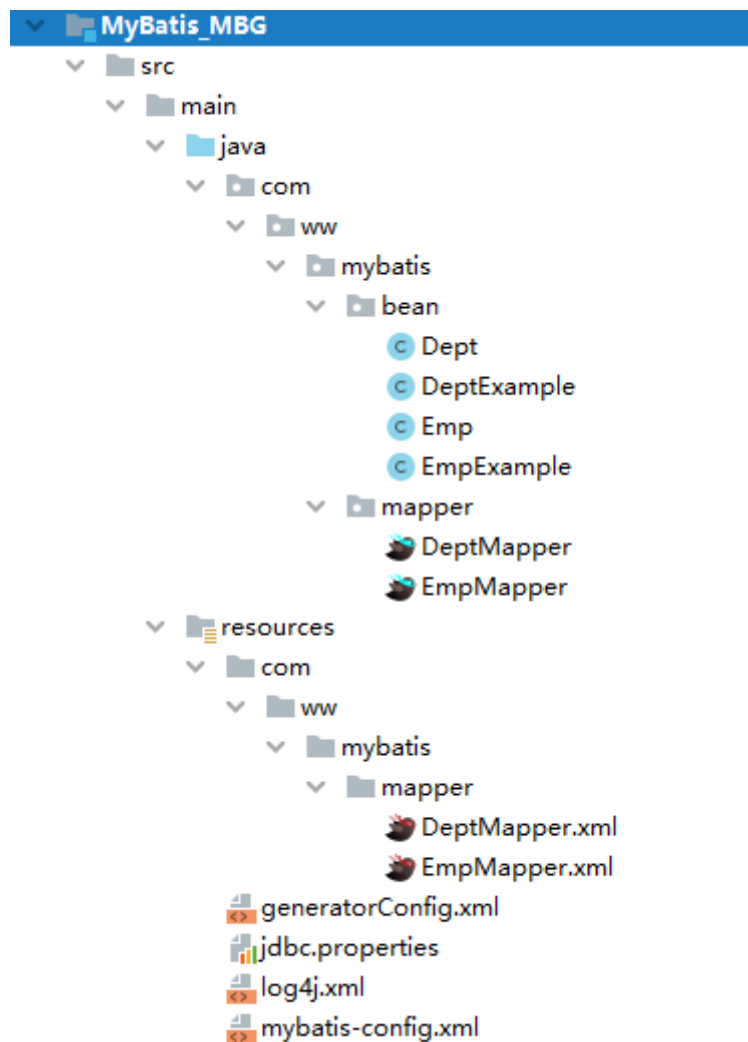 MyBatis_MBG
src
main
java
com
ww
mybatis
bean
Dept
DeptExample
Emp
EmpExample
mapper
DeptMapper
EmpMapper
resources
com
ww
mybatis
mapper
DeptMapper.xml
EmpMapper.xml
generatorConfig.xml
jdbc.properties
log4j.xml
mybatis-config.xml